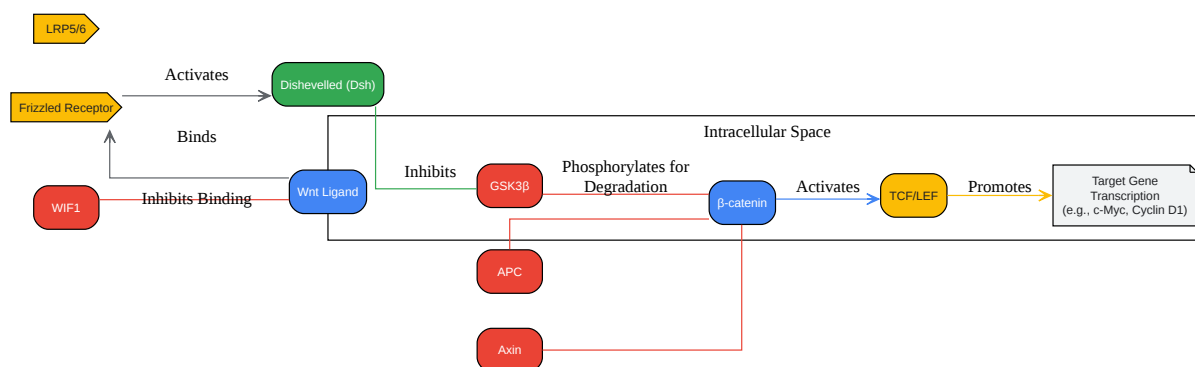 LRP5/6
Activates
Dishevelled (Dsh)
Frizzled Receptor
Binds
Intracellular Space
Inhibits
GSK3β
Phosphorylates for
Degradation
Wnt Ligand
WIF1
Inhibits Binding
β-catenin
Activates
TCF/LEF
Promotes
Target Gene
Transcription
(e.g., c-Myc, Cyclin D1)
APC
Axin